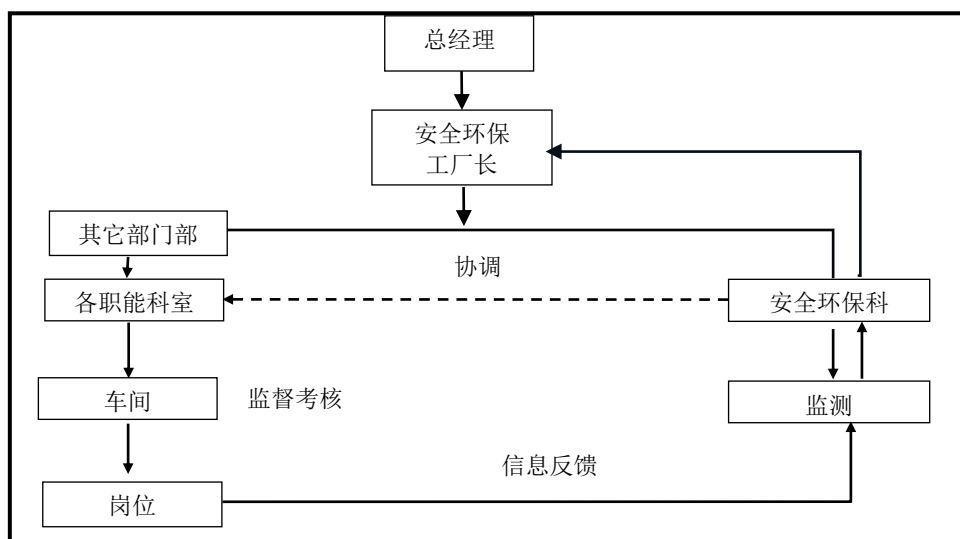 总经理
安全环保
工厂长
其它部门部
协调
各职能科室
安全环保科
车间
监督考核
监测
信息反馈
岗位